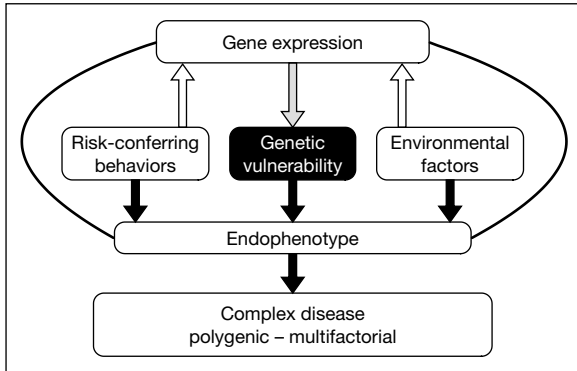 Gene expression
Risk-conferring
behaviors
Genetic
vulnerability
Environmental
factors
Endophenotype
Complex disease
polygenic – multifactorial